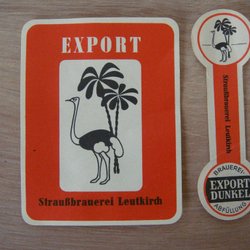 EXPORT
Straußbrauerei Leutkirch
Straußbrauerei Leutkirch
BRAUEREI-
EXPORT
DUNKEL
ABFÜLLUNG